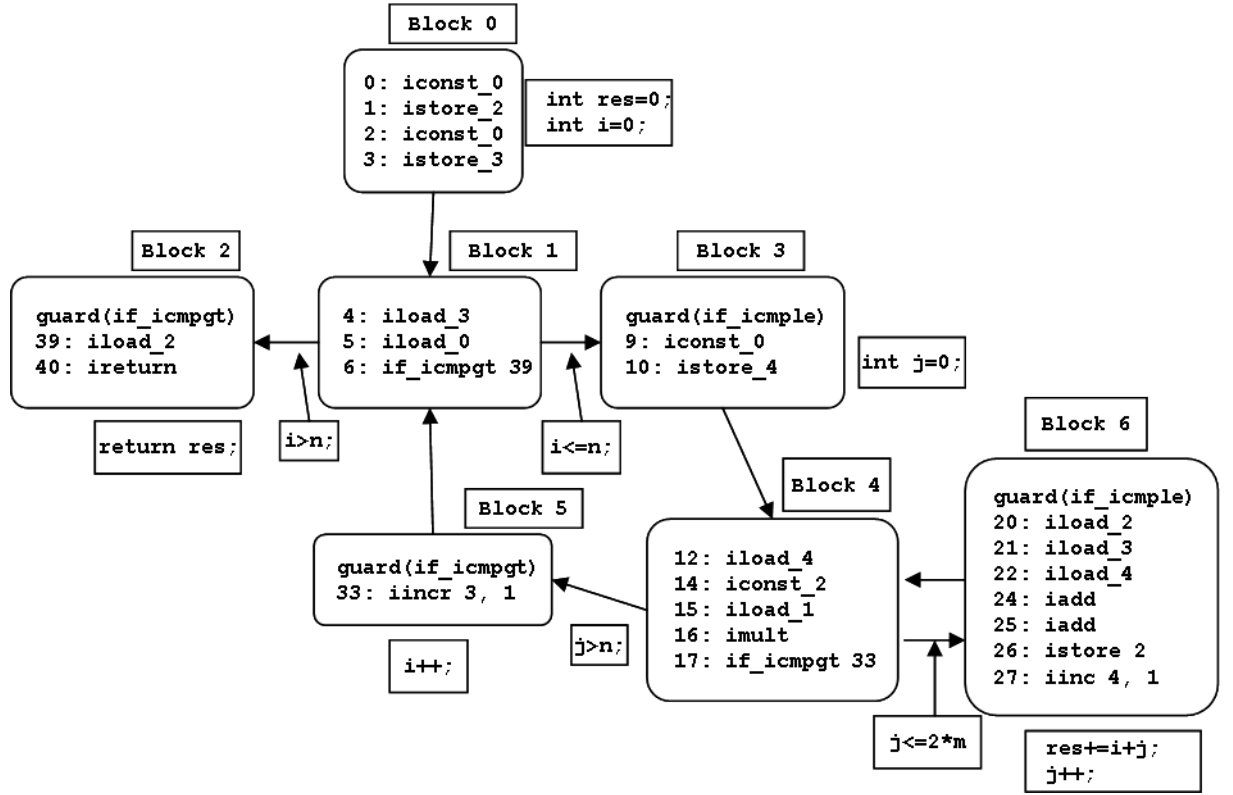 Block 0
0: iconst_0
1: istore_2
2: iconst_0
3: istore_3
int res=0;
int i=0;
Block 2
guard(if_icmpgt)
39: iload_2
40: ireturn
return res;
i>n;
Block 1
4: iload_3
5: iload_0
6: if_icmpgt 39
i<=n;
Block 3
guard(if_icmple)
9: iconst_0
10: istore_4
int j=0;
Block 5
guard(if_icmpgt)
33: iincr 3, 1
i++;
j>n;
Block 4
12: iload_4
14: iconst_2
15: iload_1
16: imult
17: if_icmpgt 33
j<=2*m
Block 6
guard(if_icmple)
20: iload_2
21: iload_3
22: iload_4
24: iadd
25: iadd
26: istore 2
27: iinc 4, 1
res+=i+j;
j++;